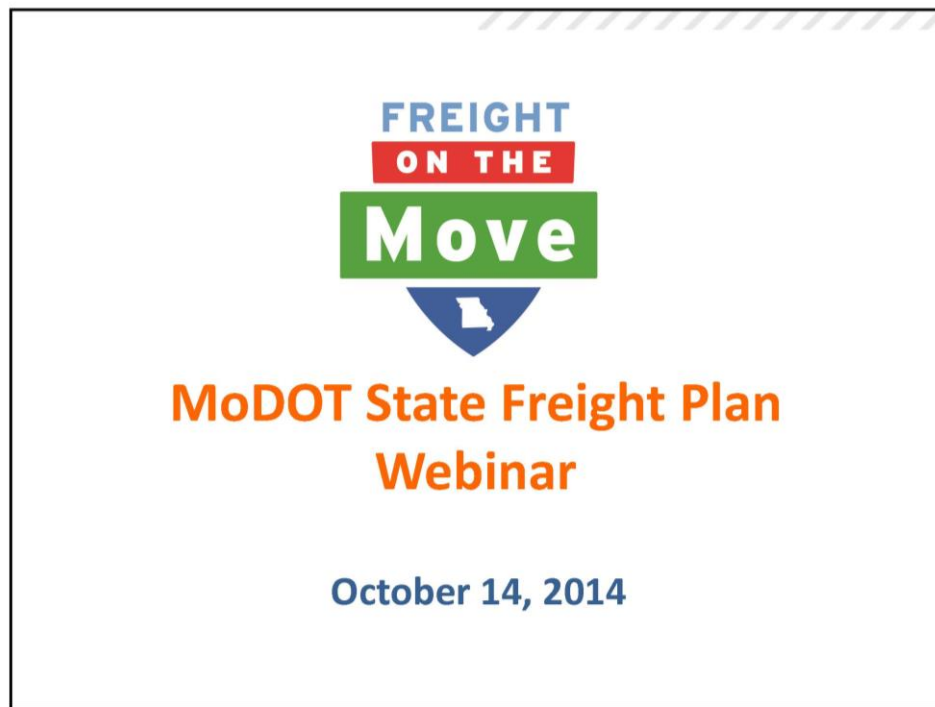 FREIGHT
ON THE
Move
MoDOT State Freight Plan
Webinar
October 14, 2014